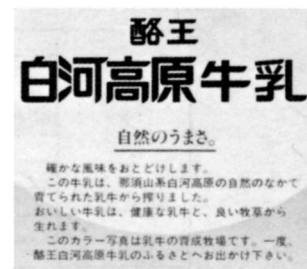 酪王
白河高原牛乳
自然のうまさ。
確かな風味をおとどけします。
この牛乳は、那須山系白河高原の自然のなかで
育てられた乳牛から搾りました。
おいしい牛乳は、健康な乳牛と、良い牧草から
生れます。
このカラー写真は乳牛の育成牧場です。一度、
酪王白河高原牛乳のふるさとへお出かけ下さい。